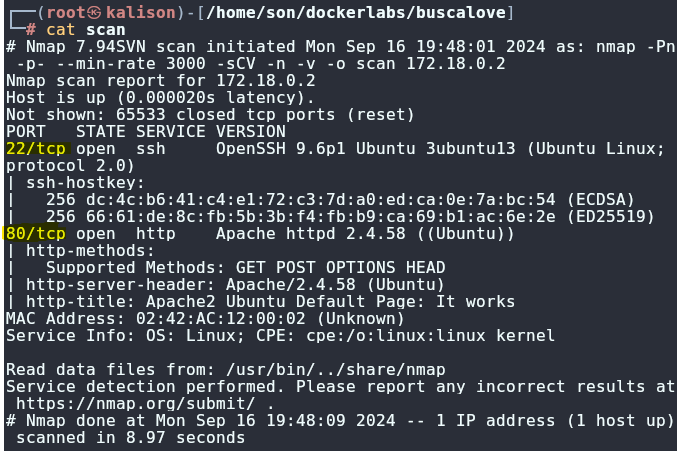 ┌──(root㉿kalison)-[/home/son/dockerlabs/buscalove]
└─# cat scan
# Nmap 7.94SVN scan initiated Mon Sep 16 19:48:01 2024 as: nmap -Pn
 -p- --min-rate 3000 -sCV -n -v -o scan 172.18.0.2
Nmap scan report for 172.18.0.2
Host is up (0.000020s latency).
Not shown: 65533 closed tcp ports (reset)
PORT   STATE SERVICE VERSION
22/tcp open  ssh     OpenSSH 9.6p1 Ubuntu 3ubuntu13 (Ubuntu Linux;
protocol 2.0)
| ssh-hostkey:
|   256 dc:4c:b6:41:c4:e1:72:c3:7d:a0:ed:ca:0e:7a:bc:54 (ECDSA)
|   256 66:61:de:8c:fb:5b:3b:f4:fb:b9:ca:69:b1:ac:6e:2e (ED25519)
80/tcp open  http    Apache httpd 2.4.58 ((Ubuntu))
| http-methods:
|   Supported Methods: GET POST OPTIONS HEAD
| http-server-header: Apache/2.4.58 (Ubuntu)
| http-title: Apache2 Ubuntu Default Page: It works
MAC Address: 02:42:AC:12:00:02 (Unknown)
Service Info: OS: Linux; CPE: cpe:/o:linux:linux kernel

Read data files from: /usr/bin/../share/nmap
Service detection performed. Please report any incorrect results at
 https://nmap.org/submit/ .
# Nmap done at Mon Sep 16 19:48:09 2024 -- 1 IP address (1 host up)
 scanned in 8.97 seconds